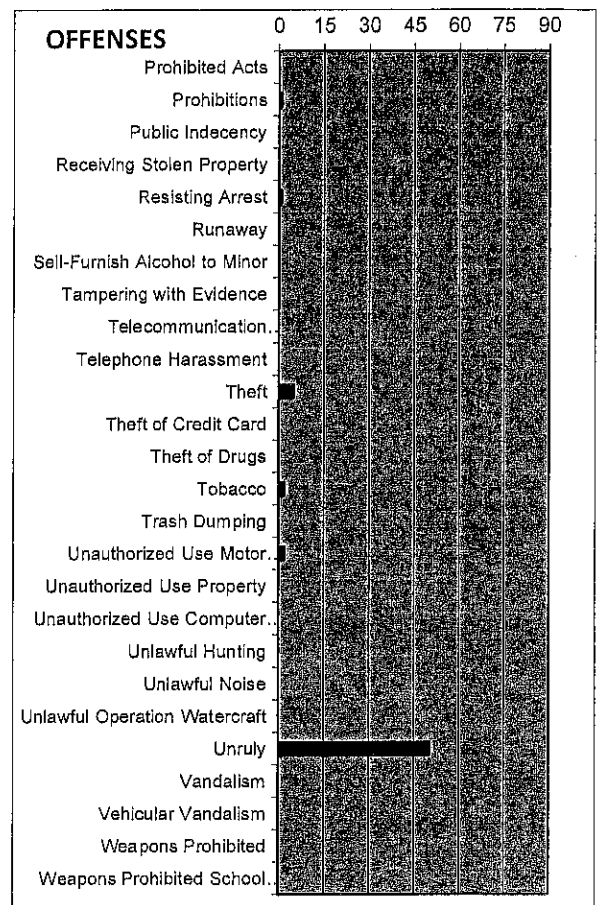 OFFENSES
0 15 30 45 60 75 90
Prohibited Acts
Prohibitions
Public Indecency
Receiving Stolen Property
Resisting Arrest
Runaway
Sell-Furnish Alcohol to Minor
Tampering with Evidence
Telecommunication..
Telephone Harassment
Theft
Theft of Credit Card
Theft of Drugs
Tobacco
Trash Dumping
Unauthorized Use Motor..
Unauthorized Use Property
Unauthorized Use Computer..
Unlawful Hunting
Unlawful Noise
Unlawful Operation Watercraft
Unruly
Vandalism
Vehicular Vandalism
Weapons Prohibited
Weapons Prohibited School..